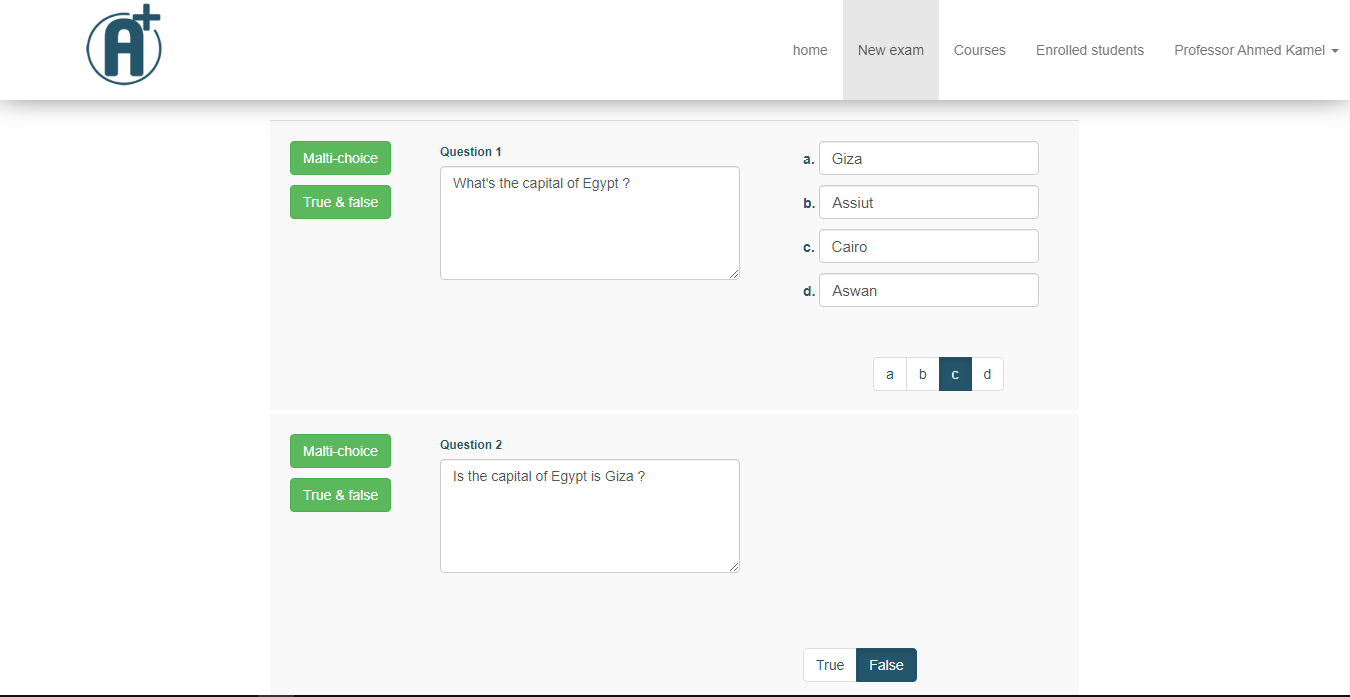 A+
home
New exam
Courses
Enrolled students
Professor Ahmed Kamel
Malti-choice
True & false
Question 1
What's the capital of Egypt ?
a. Giza
b. Assiut
c. Cairo
d. Aswan
a b c d
Malti-choice
True & false
Question 2
Is the capital of Egypt is Giza ?
True False